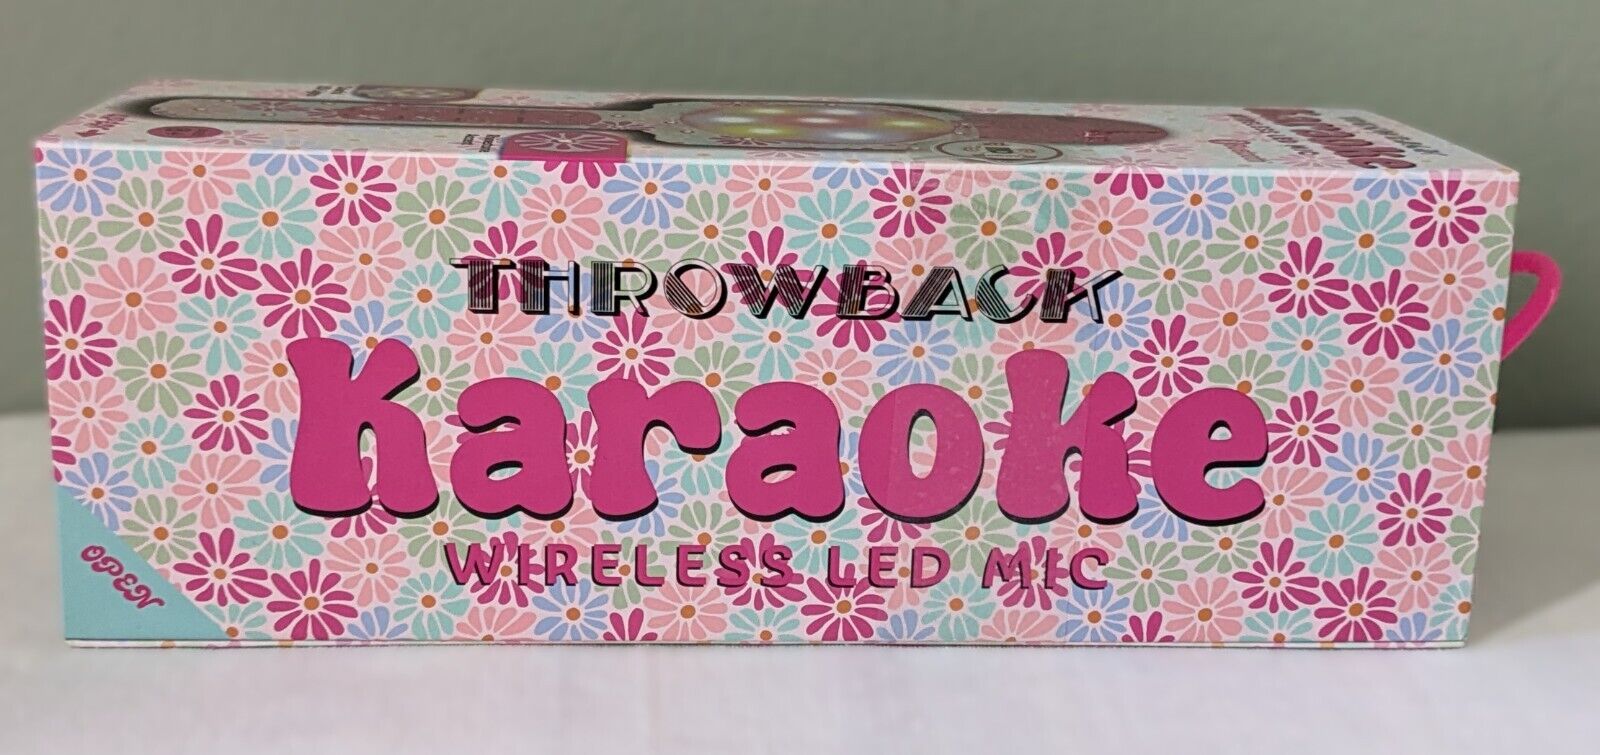 THROWBACK
Karaoke
WIRELESS LED MIC
OPEN